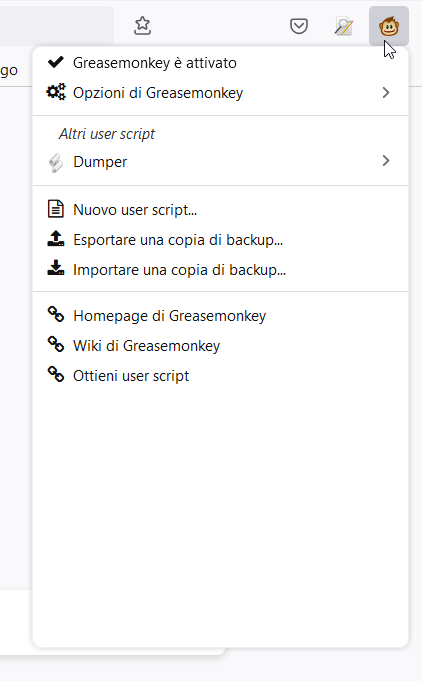 go
Greasemonkey è attivato
Opzioni di Greasemonkey
Altri user script
Dumper
Nuovo user script...
Esportare una copia di backup...
Importare una copia di backup...
Homepage di Greasemonkey
Wiki di Greasemonkey
Ottieni user script